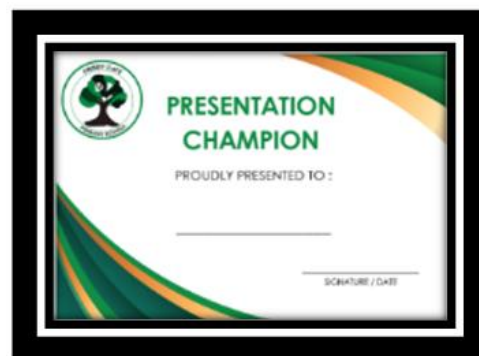 PRESENTATION
CHAMPION
PROUDLY PRESENTED TO :
SIGNATURE / DATE